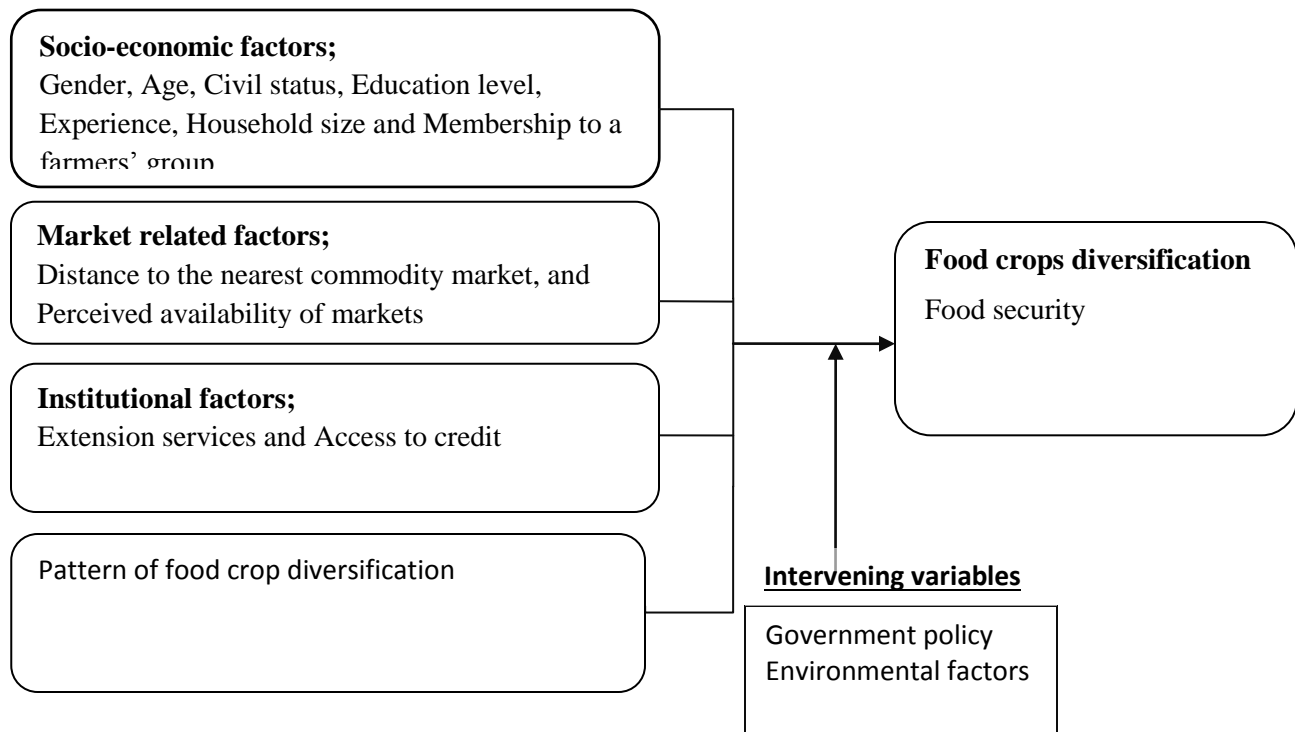 Socio-economic factors;
Gender, Age, Civil status, Education level,
Experience, Household size and Membership to a
farmers' group
Market related factors;
Distance to the nearest commodity market, and
Perceived availability of markets
Institutional factors;
Extension services and Access to credit
Pattern of food crop diversification
Food crops diversification
Food security
Intervening variables
Government policy
Environmental factors